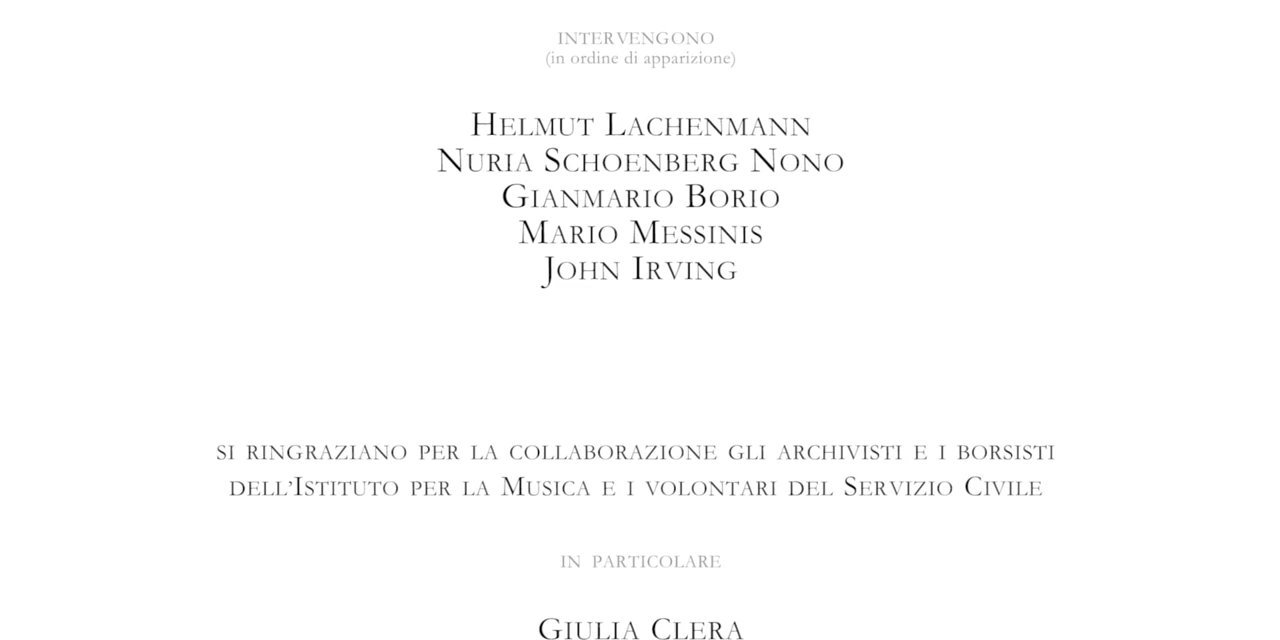 INTERVENGONO
(in ordine di apparizione)
HELMUT LACHENMANN
NURIA SCHOENBERG NONO
GIANMARIO BORIO
MARIO MESSINIS
JOHN IRVING
SI RINGRAZIANO PER LA COLLABORAZIONE GLI ARCHIVISTI E I BORSISTI
DELL’ISTITUTO PER LA MUSICA E I VOLONTARI DEL SERVIZIO CIVILE
IN PARTICOLARE
GIULIA CLERA